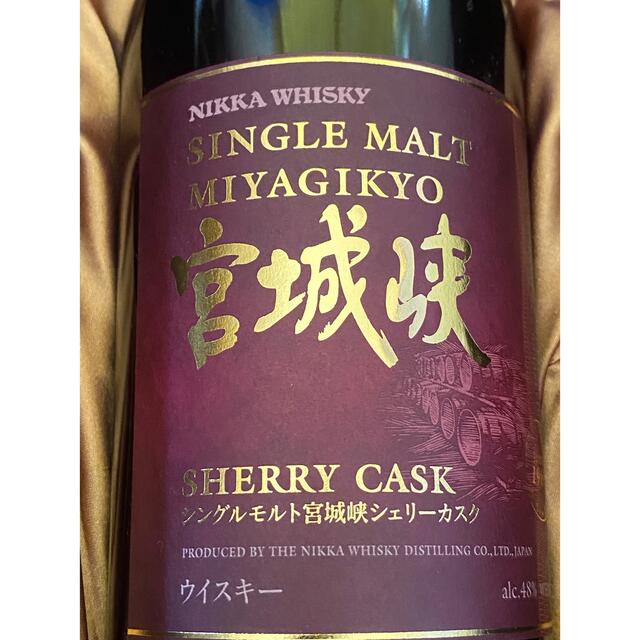 NIKKA WHISKY
SINGLE MALT
MIYAGIKYO
宮城峡
SHERRY CASK
シングルモルト宮城峡シェリーカスク
PRODUCED BY THE NIKKA WHISKY DISTILLING CO.,LTD.,JAPAN
ウイスキー alc.48%